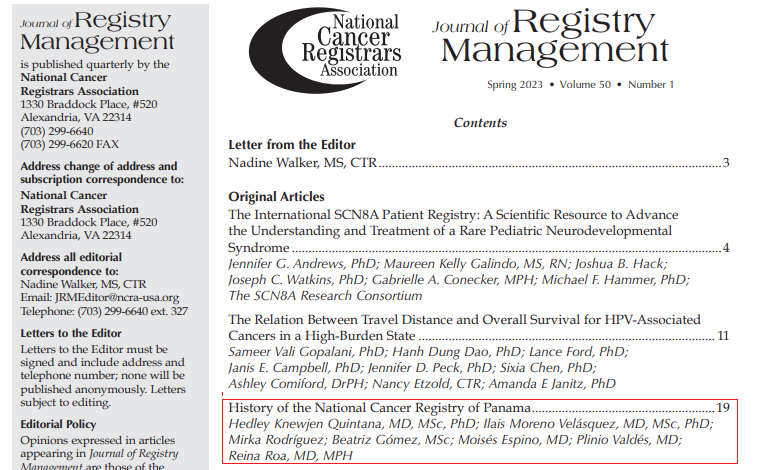 Journal of Registry
Management
is published quarterly by the
National Cancer
Registrars Association
1330 Braddock Place, #520
Alexandria, VA 22314
(703) 299-6640
(703) 299-6620 FAX
Address change of address and
subscription correspondence to:
National Cancer
Registrars Association
1330 Braddock Place, #520
Alexandria, VA 22314
Address all editorial
correspondence to:
Nadine Walker, MS, CTR
Email: JRMEditor@ncra-usa.org
Telephone: (703) 299-6640 ext. 327
Letters to the Editor
Letters to the Editor must be
signed and include address and
telephone number; none will be
published anonymously. Letters
subject to editing.
Editorial Policy
Opinions expressed in articles
appearing in Journal of Registry
Management are those of the
National
Cancer
Registrars
Association
Journal of Registry
Management
Spring 2023 • Volume 50 • Number 1
Contents
Letter from the Editor
Nadine Walker, MS, CTR....................3
Original Articles
The International SCN8A Patient Registry: A Scientific Resource to Advance
the Understanding and Treatment of a Rare Pediatric Neurodevelopmental
Syndrome....................4
Jennifer G. Andrews, PhD; Maureen Kelly Galindo, MS, RN; Joshua B. Hack;
Joseph C. Watkins, PhD; Gabrielle A. Conecker, MPH; Michael F. Hammer, PhD;
The SCN8A Research Consortium
The Relation Between Travel Distance and Overall Survival for HPV-Associated
Cancers in a High-Burden State....................11
Sameer Vali Gopalani, PhD; Hanh Dung Dao, PhD; Lance Ford, PhD;
Janis E. Campbell, PhD; Jennifer D. Peck, PhD; Sixia Chen, PhD;
Ashley Comiford, DrPH; Nancy Etzold, CTR; Amanda E Janitz, PhD
History of the National Cancer Registry of Panama....................19
Hedley Knewjen Quintana, MD, MSc, PhD; Ilais Moreno Velásquez, MD, MSc, PhD;
Mirka Rodríguez; Beatriz Gómez, MSc; Moisés Espino, MD; Plinio Valdés, MD;
Reina Roa, MD, MPH